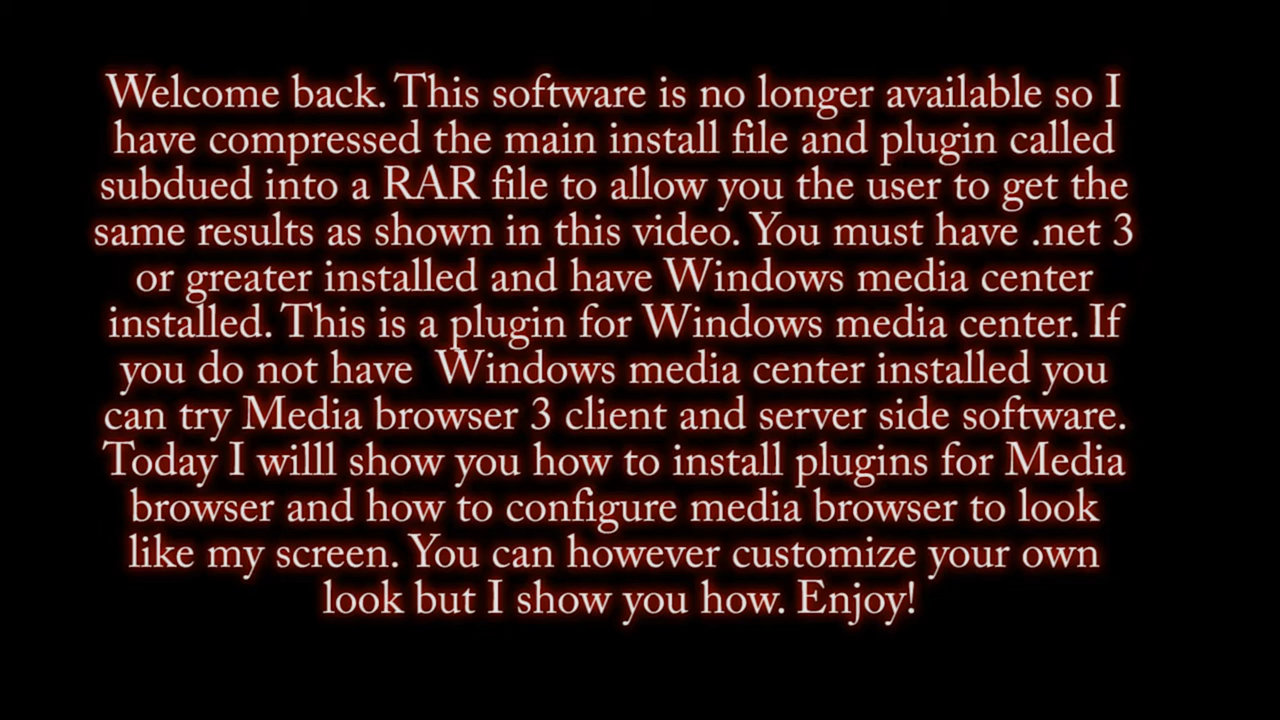 Welcome back. This software is no longer available so I
have compressed the main install file and plugin called
subdued into a RAR file to allow you the user to get the
same results as shown in this video. You must have .net 3
or greater installed and have Windows media center
installed. This is a plugin for Windows media center. If
you do not have  Windows media center installed you
can try Media browser 3 client and server side software.
Today I willl show you how to install plugins for Media
browser and how to configure media browser to look
like my screen. You can however customize your own
look but I show you how. Enjoy!